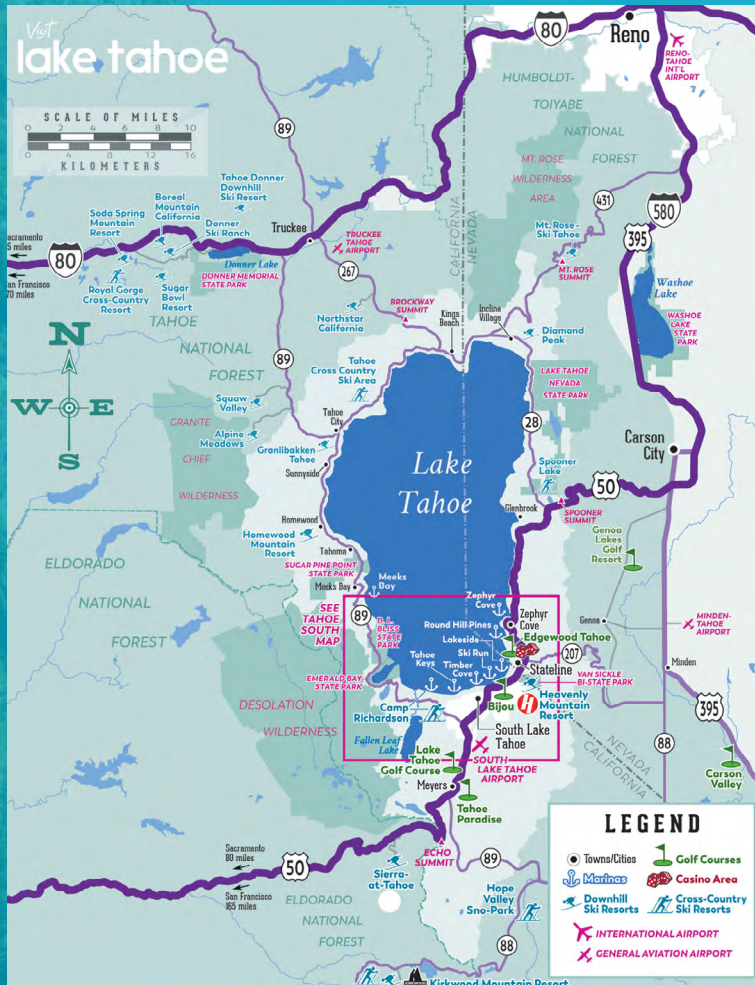 Visit
lake tahoe
SCALE OF MILES
0 2 4 6 8 10
0 4 8 12 16
KILOMETERS
80
Reno
RENO-
TAHOE
INT'L
AIRPORT
HUMBOLDT-
TOIYABE
NATIONAL
FOREST
89
MT. ROSE
WILDERNESS
AREA
431
580
395
Tahoe Donner
Downhill
Ski Resort
Boreal
Mountain
California
Soda Spring
Mountain
Resort
Donner
Ski Ranch
Truckee
TRUCKEE
TAHOE
AIRPORT
CALIFORNIA
NEVADA
Mt. Rose-
Ski Tahoe
MT. ROSE
SUMMIT
80
Donner Lake
DONNER MEMORIAL
STATE PARK
267
San Francisco
70 miles
Royal Gorge
Cross-Country
Resort
Sugar
Bowl
Resort
Washoe
Lake
WASHOE
LAKE
STATE
PARK
BROCKWAY
SUMMIT
Northstar
California
Kings
Beach
Incline
Village
Diamond
Peak
TAHOE
NATIONAL
FOREST
N
W E
S
89
Tahoe
Cross Country
Ski Area
LAKE TAHOE
NEVADA
STATE PARK
Squaw
Valley
Tahoe
City
28
GRANITE
CHIEF
WILDERNESS
Alpine
Meadows
Granlibakken
Tahoe
Sunnyside
Lake
Tahoe
Carson
City
Spooner
Lake
50
SPOONER
SUMMIT
Glenbrook
Homewood
Homewood
Mountain
Resort
Tahoma
Genoa
Lakes
Golf
Resort
ELDORADO
NATIONAL
FOREST
SUGAR PINE POINT
STATE PARK
Meeks Bay
Meeks
Bay
SEE
TAHOE
SOUTH
MAP
89
D. L.
BLISS
STATE
PARK
Zephyr
Cove
Zephyr
Cove
Round Hill Pines
Edgewood Tahoe
Lakeside
Ski Run
Stateline
Tahoe
Keys
Timber
Cove
Genoa
MINDEN-
TAHOE
AIRPORT
207
Minden
VAN SICKLE
BI-STATE PARK
EMERALD BAY
STATE PARK
Heavenly
Mountain
Resort
H
Bijou
DESOLATION
WILDERNESS
Camp
Richardson
Fallen Leaf
Lake
South Lake
Tahoe
395
NEVADA
CALIFORNIA
88
Lake
Tahoe
Golf Course
SOUTH
LAKE TAHOE
AIRPORT
Carson
Valley
Meyers
Tahoe
Paradise
ECHO
SUMMIT
Sacramento
80 miles
50
San Francisco
165 miles
Sierra-
at-Tahoe
89
Hope
Valley
Sno-Park
ELDORADO
NATIONAL
FOREST
88
Kirkwood Mountain Resort
LEGEND
Towns/Cities
Golf Courses
Marinas
Casino Area
Downhill
Ski Resorts
Cross-Country
Ski Resorts
INTERNATIONAL AIRPORT
GENERAL AVIATION AIRPORT